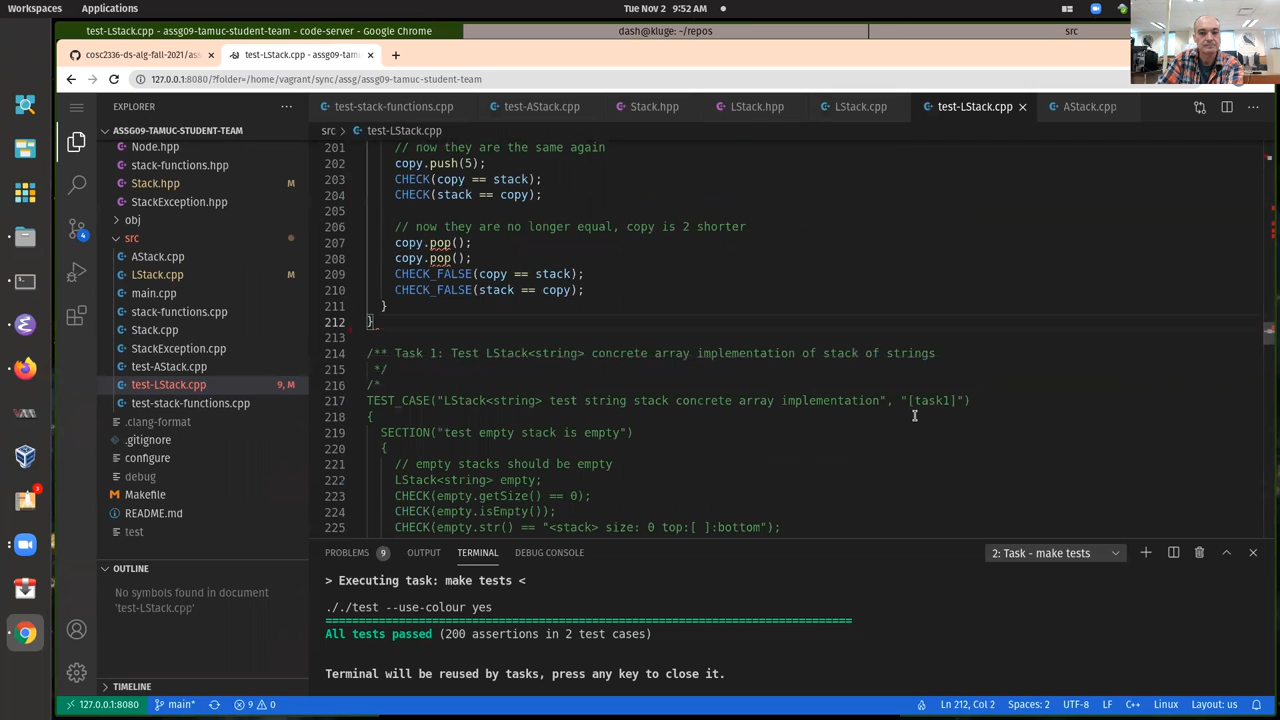 Workspaces
Applications
Tue Nov 2 9:52 AM
test-LStack.cpp - assg09-tamuc-student-team - code-server - Google Chrome
dash@kluge: ~/repos
src
cosc2336-ds-alg-fall-2021/ass
test-LStack.cpp - assg09-tamu
127.0.0.1:8080/?folder=/home/vagrant/sync/assg/assg09-tamuc-student-team
EXPLORER
test-stack-functions.cpp
test-AStack.cpp
Stack.hpp
LStack.hpp
LStack.cpp
test-LStack.cpp
AStack.cpp
ASSG09-TAMUC-STUDENT-TEAM
Node.hpp
stack-functions.hpp
Stack.hpp M
StackException.hpp
obj
src
AStack.cpp
LStack.cpp M
main.cpp
stack-functions.cpp
Stack.cpp
StackException.cpp
test-AStack.cpp
test-LStack.cpp 9, M
test-stack-functions.cpp
.clang-format
.gitignore
configure
debug
Makefile
README.md
test
OUTLINE
No symbols found in document
'test-LStack.cpp'
TIMELINE
src > test-LStack.cpp
201 // now they are the same again
202 copy.push(5);
203 CHECK(copy == stack);
204 CHECK(stack == copy);
205
206 // now they are no longer equal, copy is 2 shorter
207 copy.pop();
208 copy.pop();
209 CHECK_FALSE(copy == stack);
210 CHECK_FALSE(stack == copy);
211 }
212 }
213
214 /** Task 1: Test LStack<string> concrete array implementation of stack of strings
215 */
216 /*
217 TEST_CASE("LStack<string> test string stack concrete array implementation", "[task1]")
218 {
219 SECTION("test empty stack is empty")
220 {
221 // empty stacks should be empty
222 LStack<string> empty;
223 CHECK(empty.getSize() == 0);
224 CHECK(empty.isEmpty());
225 CHECK(empty.str() == "<stack> size: 0 top:[ ]:bottom");
PROBLEMS 9 OUTPUT TERMINAL DEBUG CONSOLE
2: Task - make tests
> Executing task: make tests <
././test --use-colour yes
===============================================================================
All tests passed (200 assertions in 2 test cases)
Terminal will be reused by tasks, press any key to close it.
4
3
127.0.0.1:8080
main*
9 0
Ln 212, Col 2
Spaces: 2
UTF-8
LF
C++
Linux
Layout: us